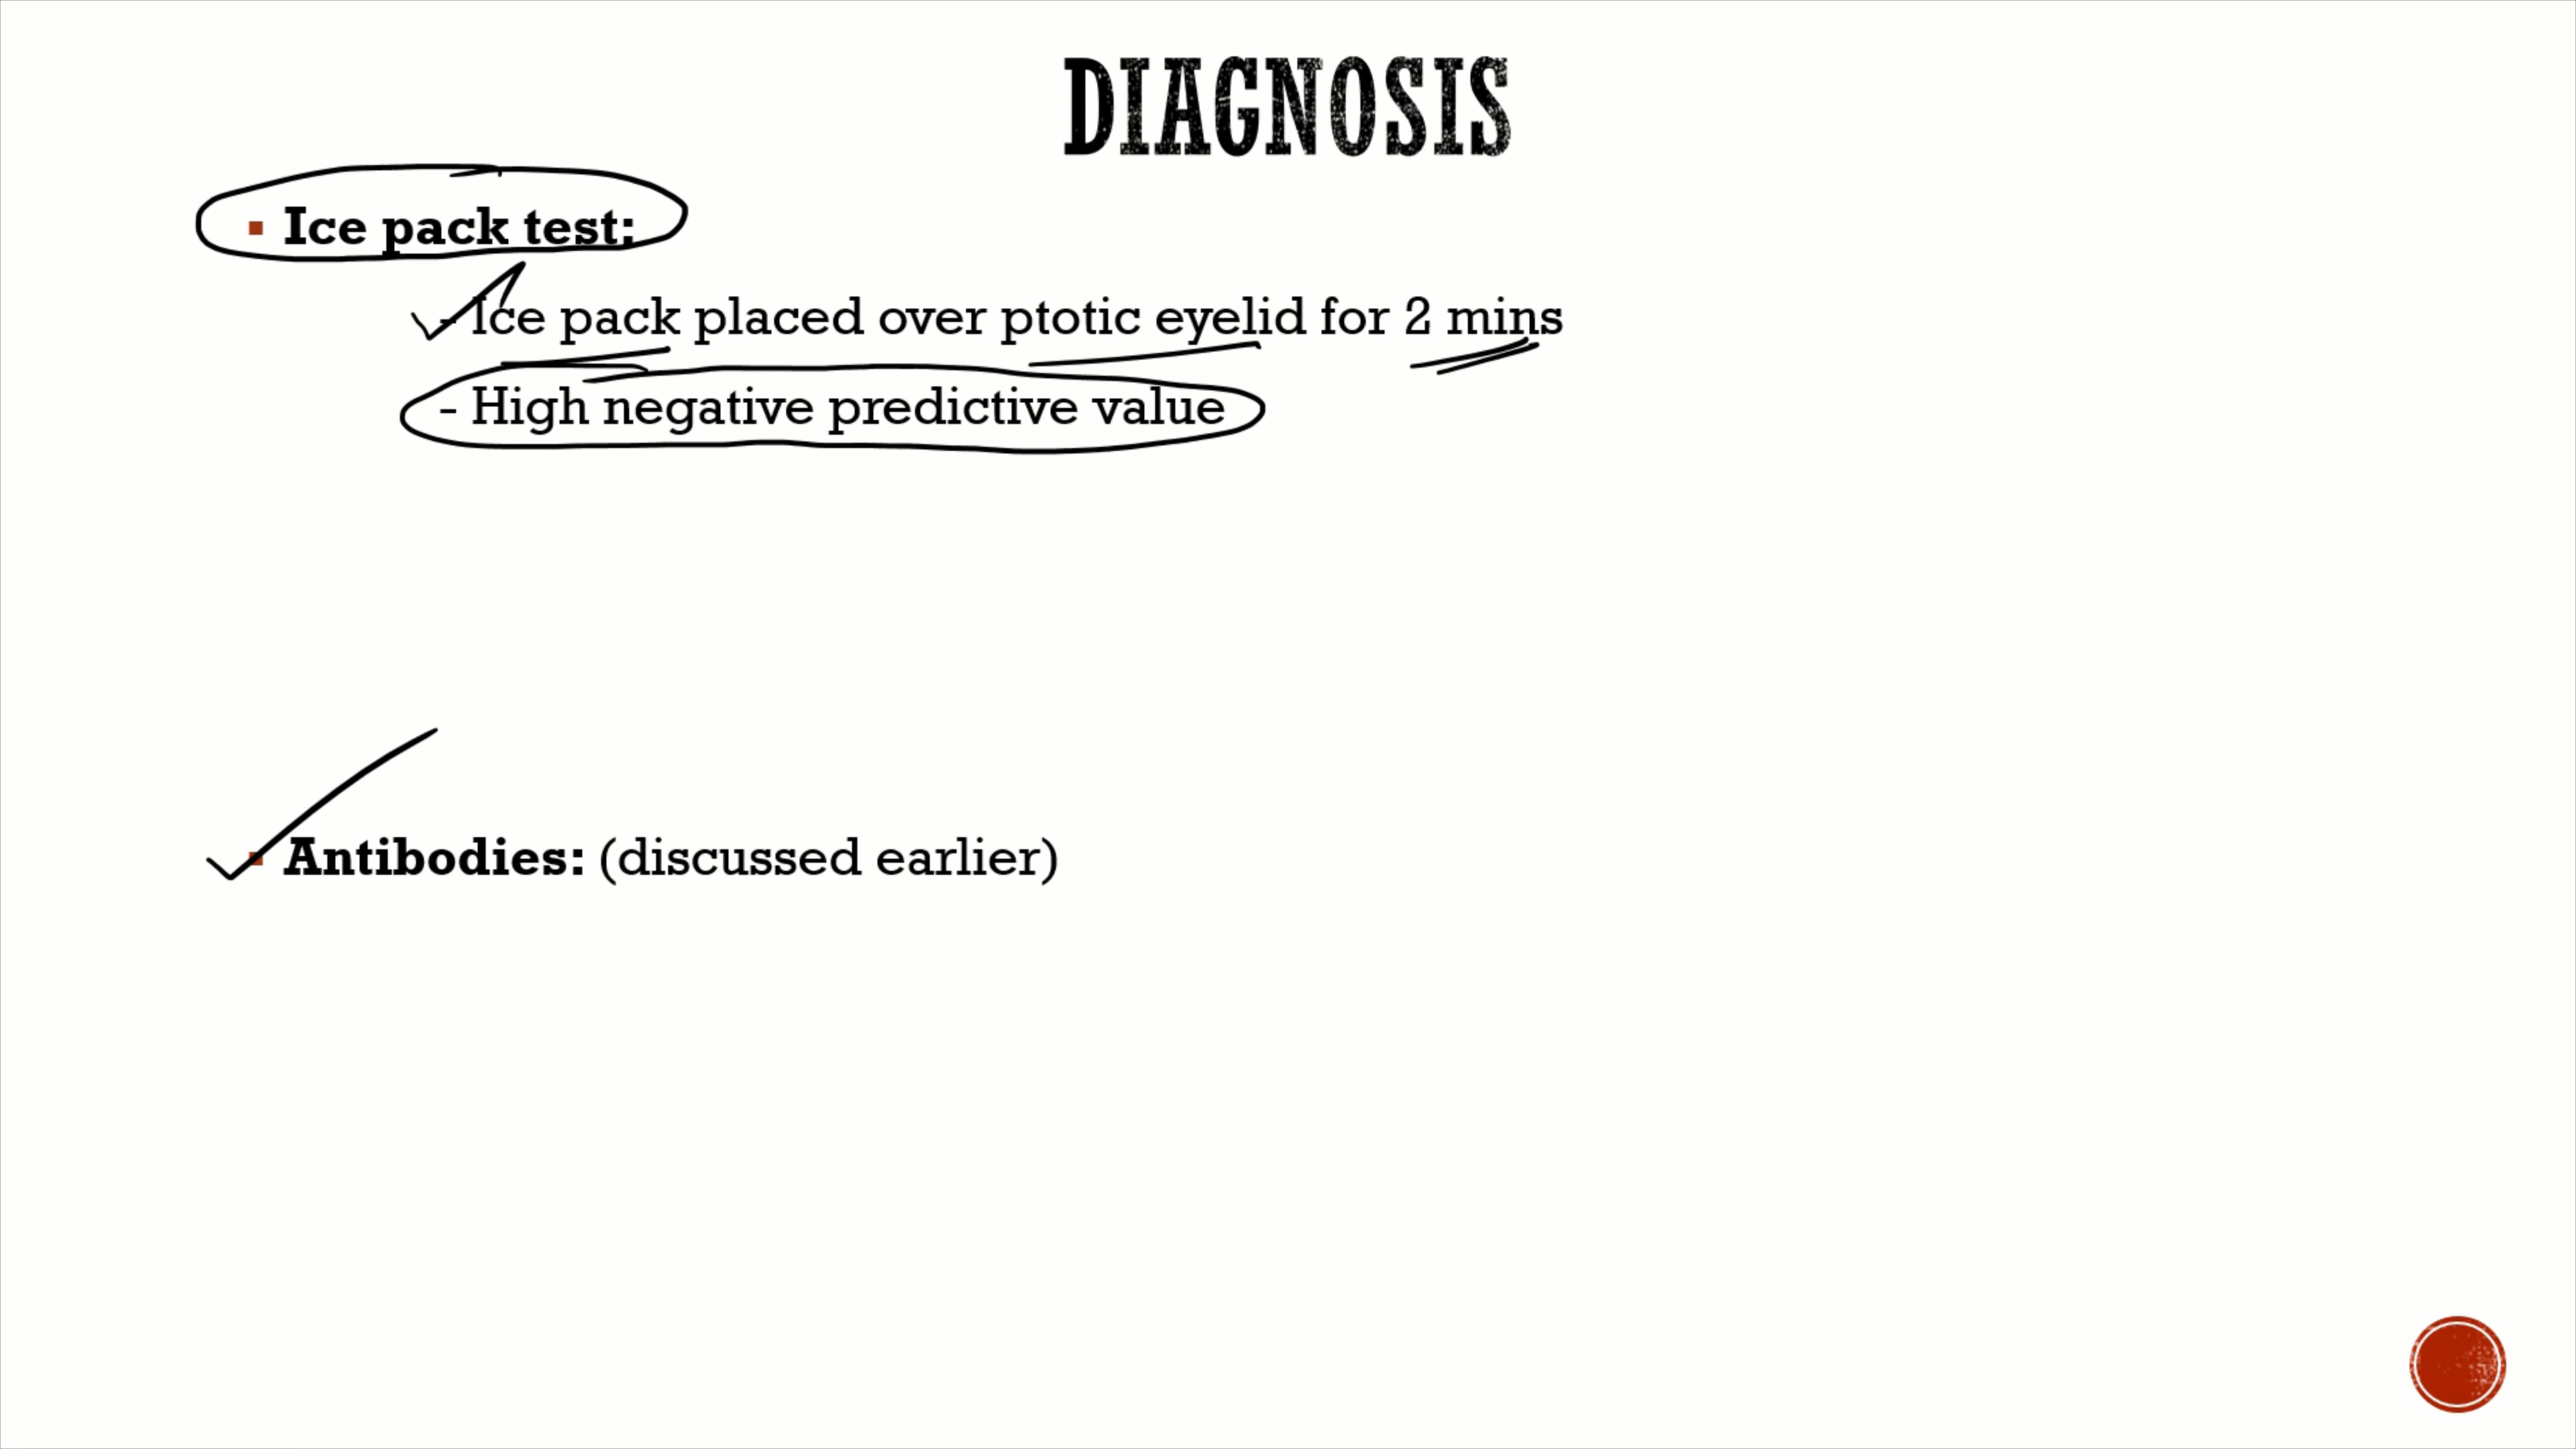 DIAGNOSIS
▪ Ice pack test:
- Ice pack placed over ptotic eyelid for 2 mins
- High negative predictive value
▪ Antibodies: (discussed earlier)